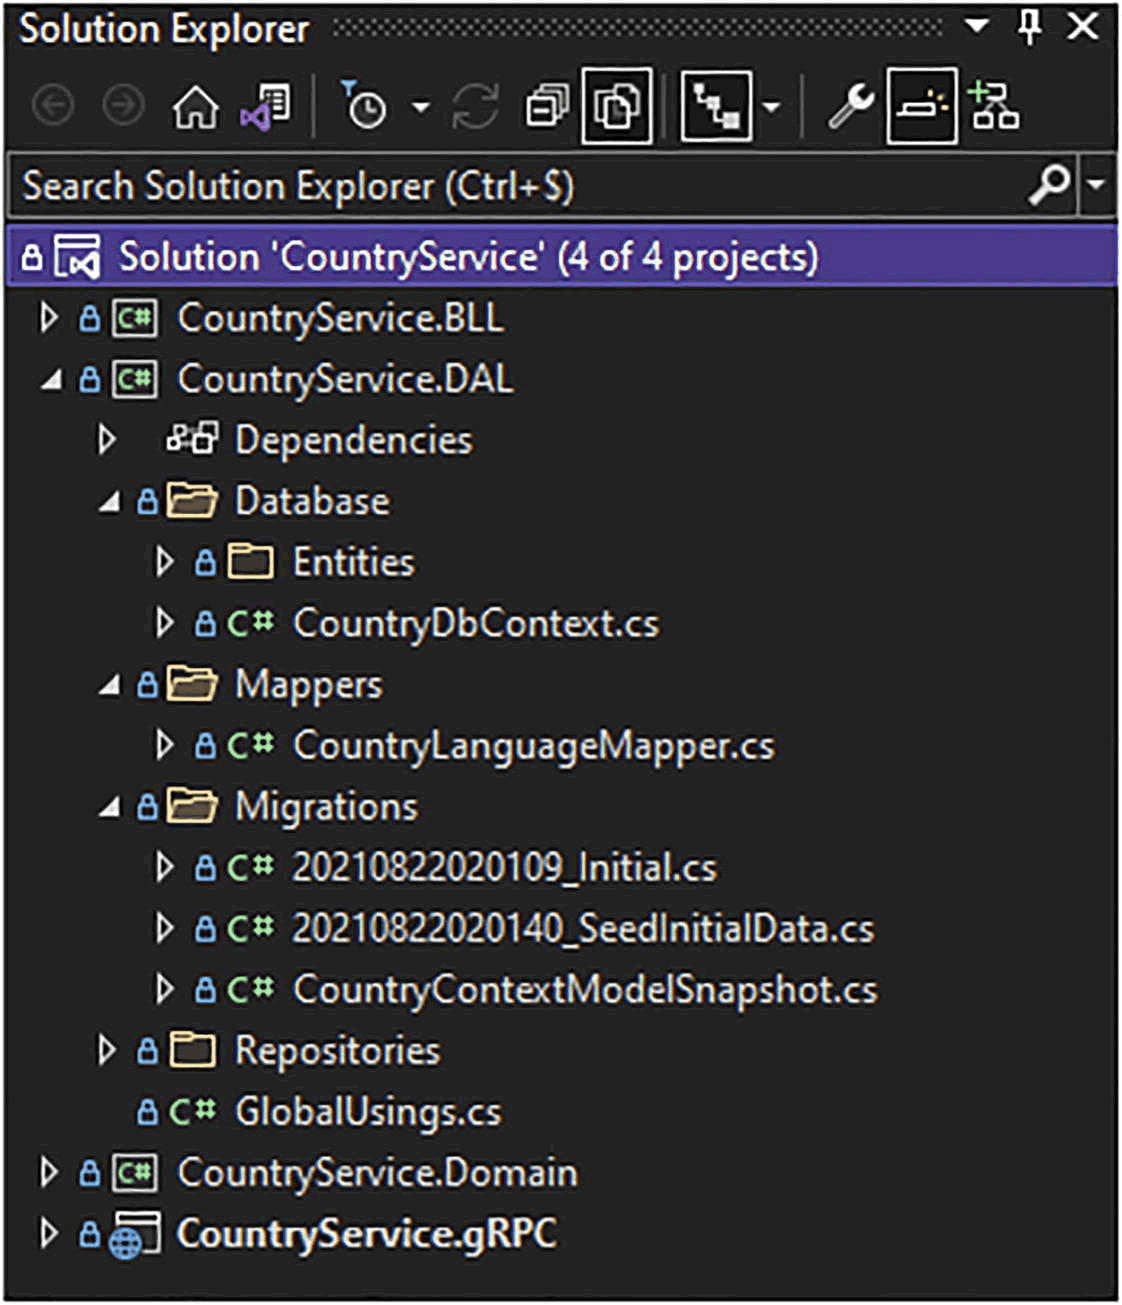 Solution Explorer
Search Solution Explorer (Ctrl+$)
Solution 'CountryService' (4 of 4 projects)
C# CountryService.BLL
C# CountryService.DAL
Dependencies
Database
Entities
C# CountryDbContext.cs
Mappers
C# CountryLanguageMapper.cs
Migrations
C# 20210822020109_Initial.cs
C# 20210822020140_SeedInitialData.cs
C# CountryContextModelSnapshot.cs
Repositories
C# GlobalUsings.cs
C# CountryService.Domain
CountryService.gRPC